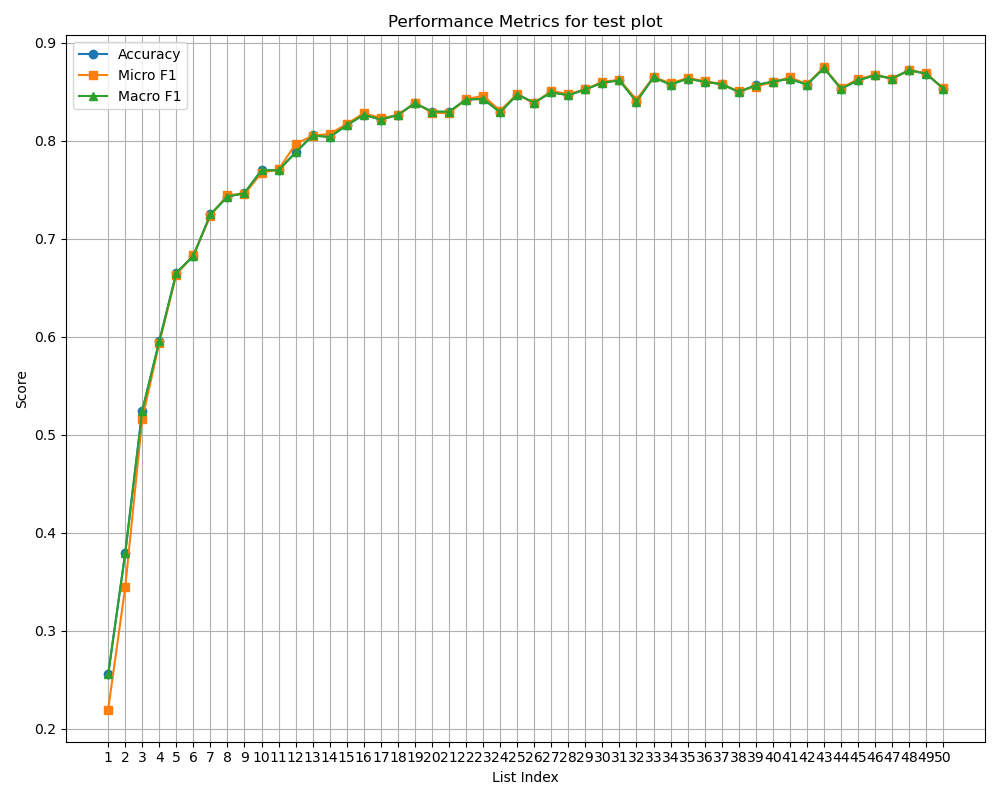 Performance Metrics for test plot
Accuracy
Micro F1
Macro F1
0.9
0.8
0.7
0.6
0.5
0.4
0.3
0.2
Score
1 2 3 4 5 6 7 8 9 10 11 12 13 14 15 16 17 18 19 20 21 22 23 24 25 26 27 28 29 30 31 32 33 34 35 36 37 38 39 40 41 42 43 44 45 46 47 48 49 50
List Index